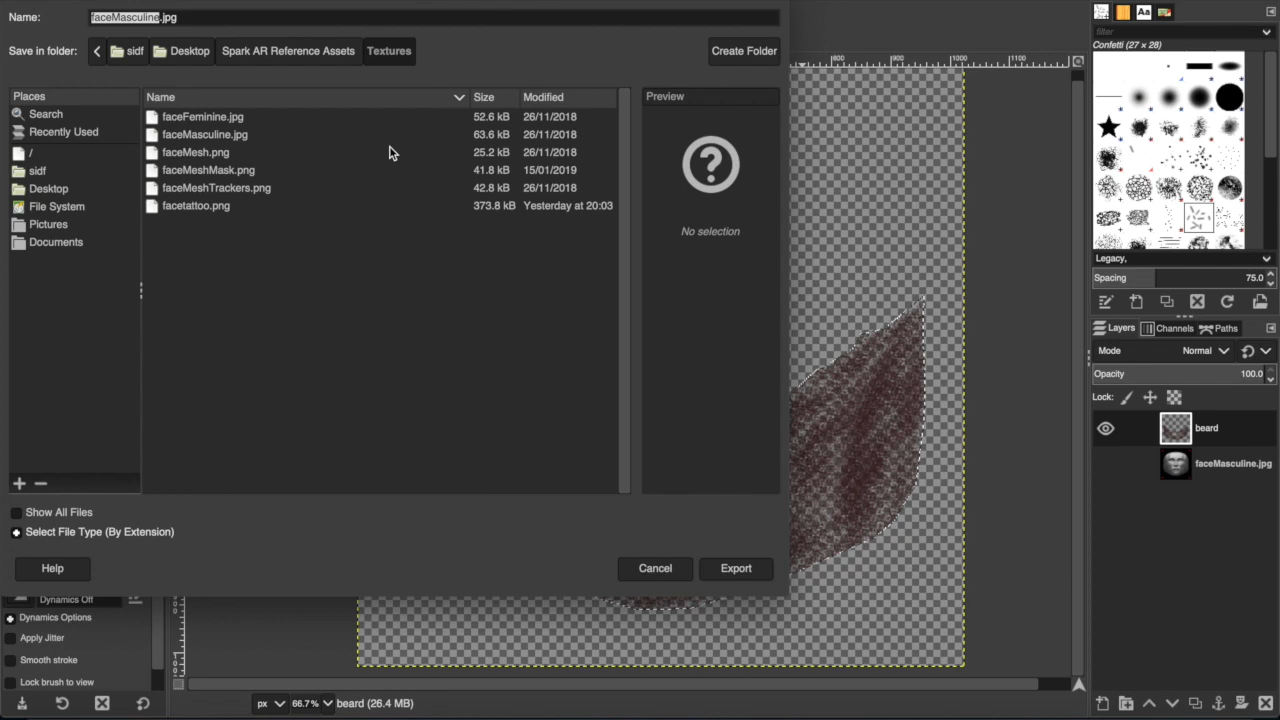 Name: faceMasculine.jpg
Save in folder: sidf Desktop Spark AR Reference Assets Textures Create Folder
Places
Search
Recently Used
/
sidf
Desktop
File System
Pictures
Documents
Name Size Modified
faceFeminine.jpg 52.6 kB 26/11/2018
faceMasculine.jpg 63.6 kB 26/11/2018
faceMesh.png 25.2 kB 26/11/2018
faceMeshMask.png 41.8 kB 15/01/2019
faceMeshTrackers.png 42.8 kB 26/11/2018
facetattoo.png 373.8 kB Yesterday at 20:03
Preview
No selection
Show All Files
Select File Type (By Extension)
Help Cancel Export
Dynamics Off
Dynamics Options
Apply Jitter
Smooth stroke
Lock brush to view
800 900 1000 1100
px 66.7% beard (26.4 MB)
Aa
filter
Confetti (27 × 28)
Legacy,
Spacing 75.0
Layers Channels Paths
Mode Normal
Opacity 100.0
Lock:
beard
faceMasculine.jpg